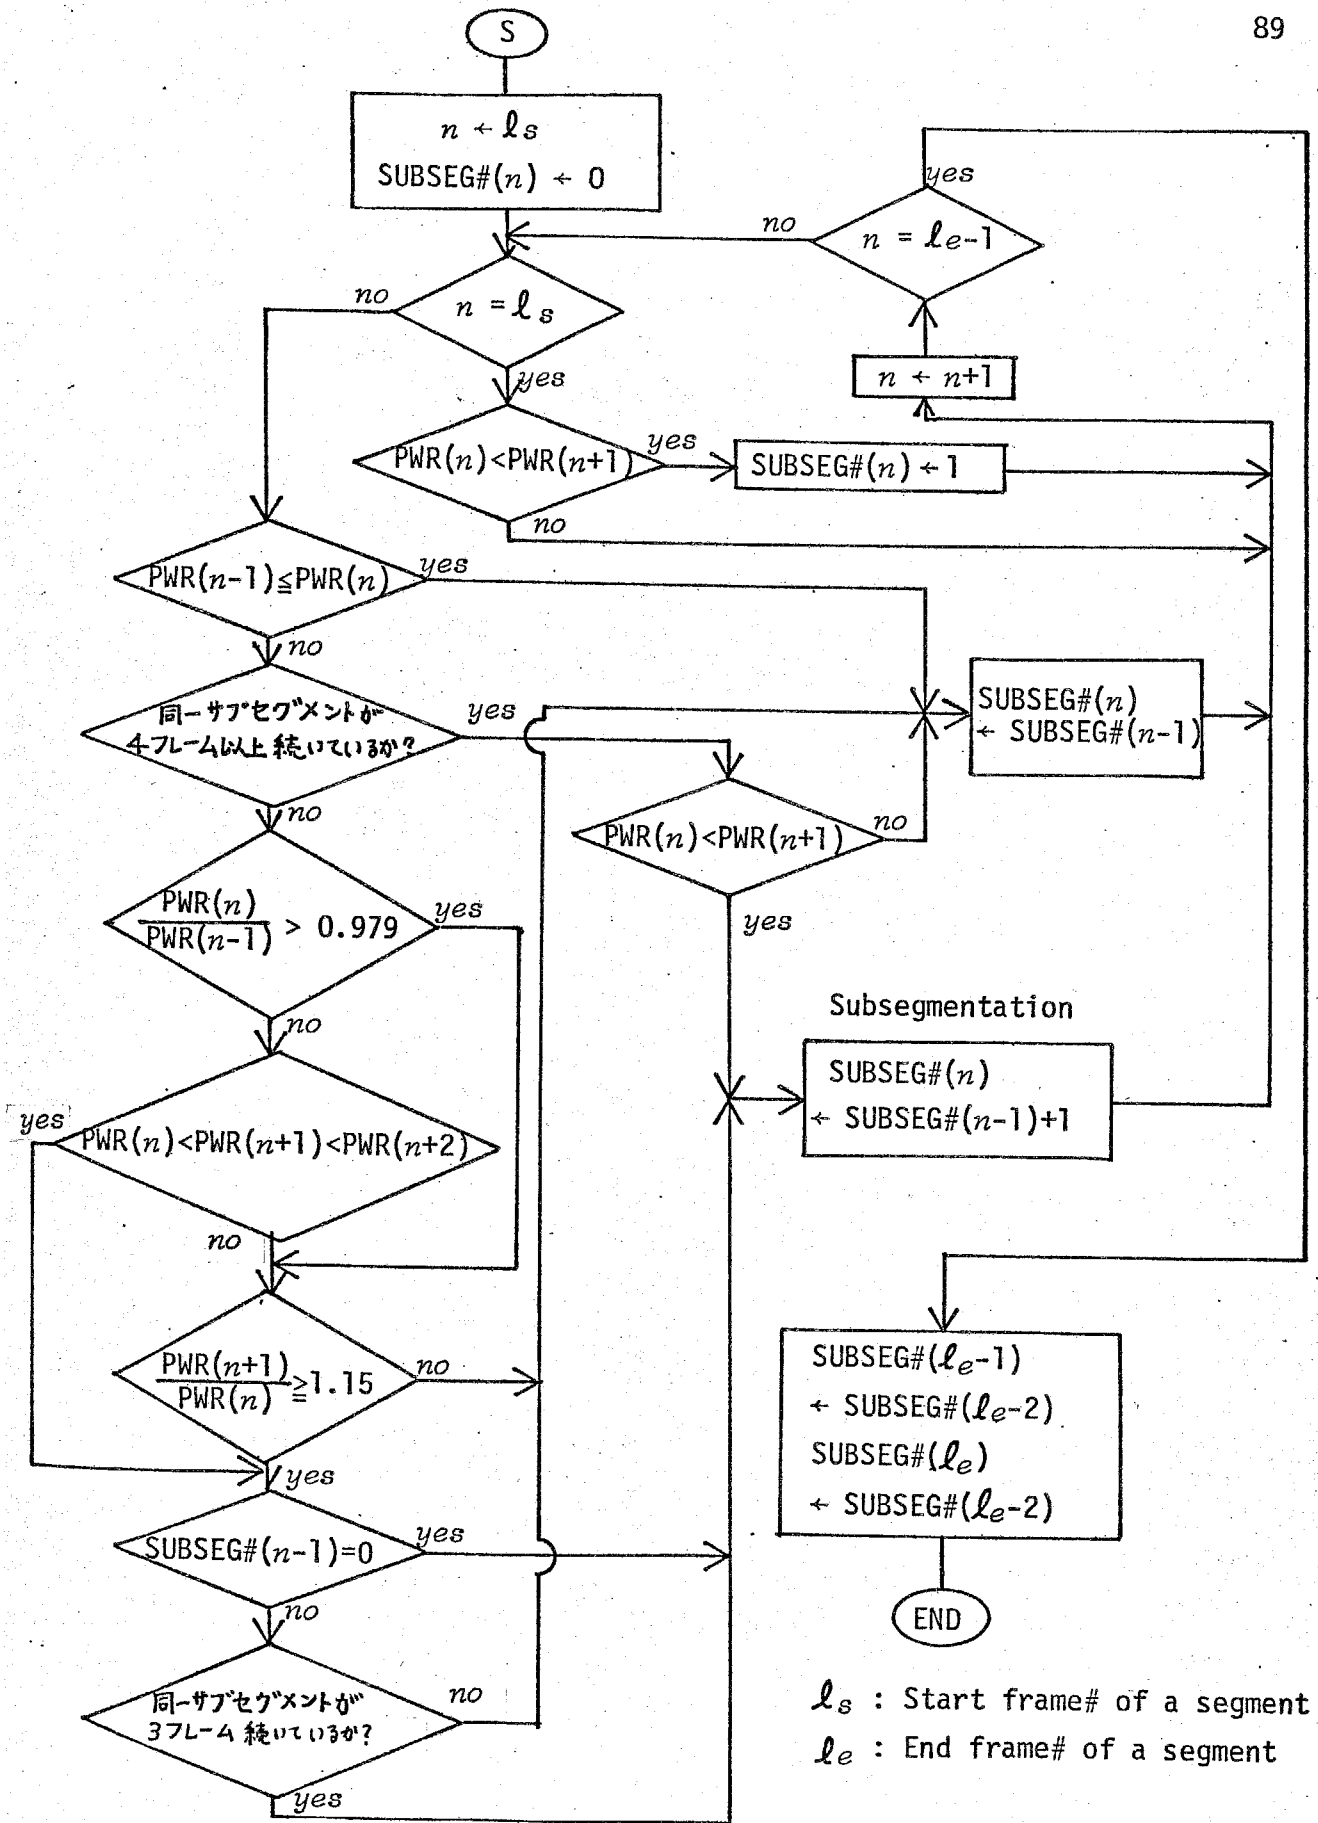 89
S
n ← ℓs
SUBSEG#(n) ← 0
yes
no
n = ℓe-1
no
n = ℓs
n ← n+1
yes
PWR(n)<PWR(n+1)
yes
SUBSEG#(n) ← 1
no
PWR(n-1)≦PWR(n)
yes
no
同一サブセグメントが
4フレーム以上続いているか?
yes
SUBSEG#(n)
← SUBSEG#(n-1)
no
PWR(n)<PWR(n+1)
no
yes
PWR(n)
PWR(n-1) > 0.979
yes
no
Subsegmentation
SUBSEG#(n)
← SUBSEG#(n-1)+1
yes
PWR(n)<PWR(n+1)<PWR(n+2)
no
PWR(n+1)
PWR(n) ≧1.15
no
yes
SUBSEG#(ℓe-1)
← SUBSEG#(ℓe-2)
SUBSEG#(ℓe)
← SUBSEG#(ℓe-2)
SUBSEG#(n-1)=0
yes
no
END
同一サブセグメントが
3フレーム続いているか?
no
yes
ℓs : Start frame# of a segment
ℓe : End frame# of a segment